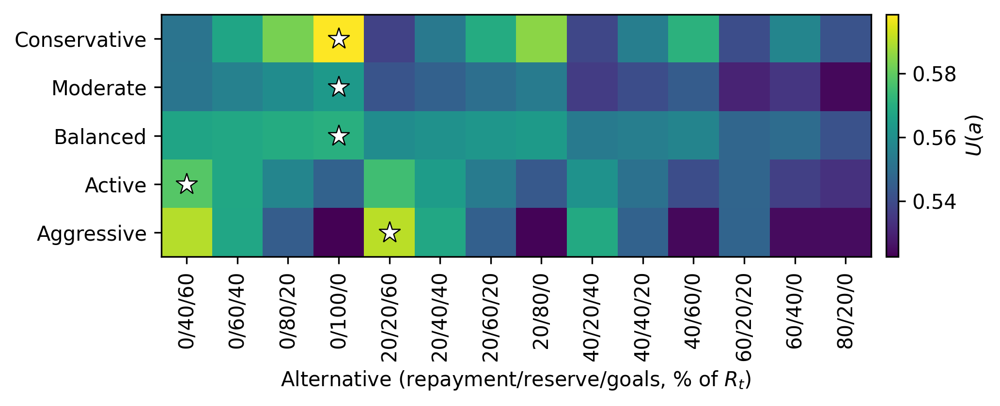 Conservative
Moderate
Balanced
Active
Aggressive
0/40/60
0/60/40
0/80/20
0/100/0
20/20/60
20/40/40
20/60/20
20/80/0
40/20/40
40/40/20
40/60/0
60/20/20
60/40/0
80/20/0
Alternative (repayment/reserve/goals, % of Rₜ)
0.58
0.56
0.54
U(a)